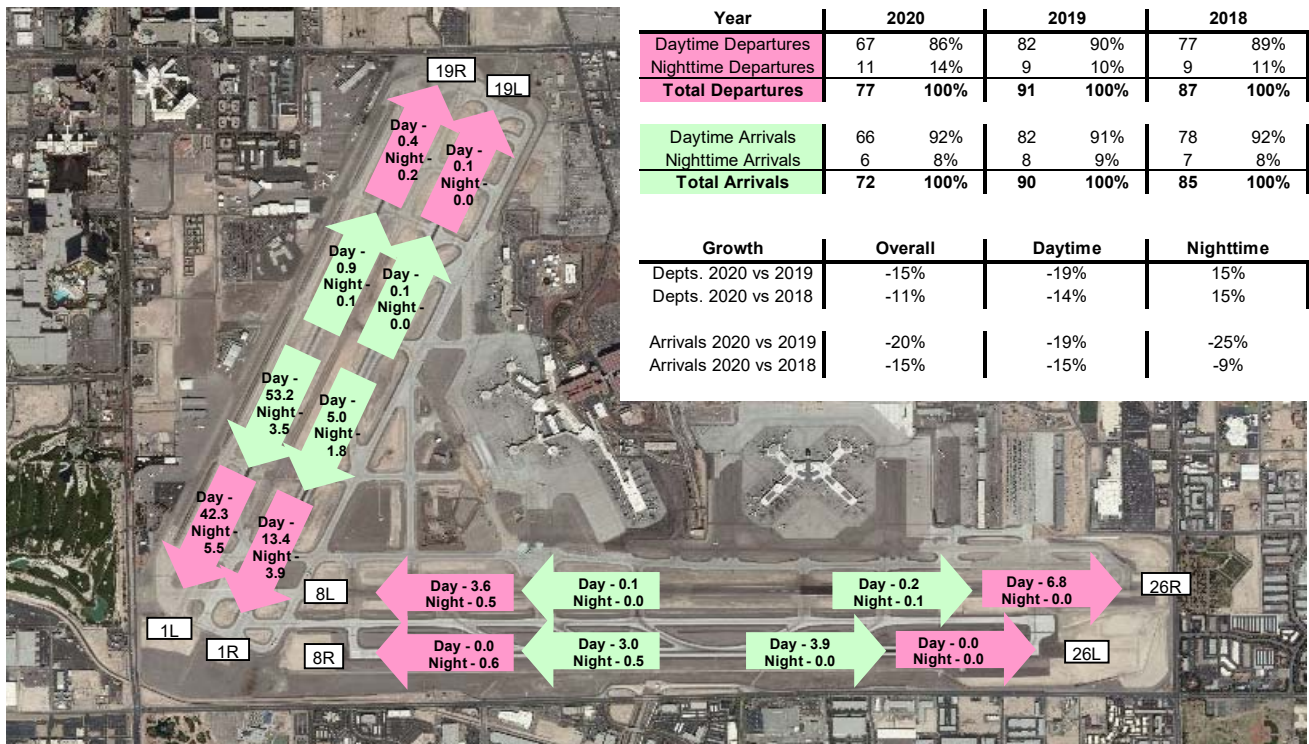 Year 2020 2019 2018
Daytime Departures 67 86% 82 90% 77 89%
Nighttime Departures 11 14% 9 10% 9 11%
Total Departures 77 100% 91 100% 87 100%
Daytime Arrivals 66 92% 82 91% 78 92%
Nighttime Arrivals 6 8% 8 9% 7 8%
Total Arrivals 72 100% 90 100% 85 100%
Growth Overall Daytime Nighttime
Depts. 2020 vs 2019 -15% -19% 15%
Depts. 2020 vs 2018 -11% -14% 15%
Arrivals 2020 vs 2019 -20% -19% -25%
Arrivals 2020 vs 2018 -15% -15% -9%
19R
19L
Day -
0.4
Night -
0.2
Day -
0.1
Night -
0.0
Day -
0.9
Night -
0.1
Day -
0.1
Night -
0.0
Day -
53.2
Night -
3.5
Day -
5.0
Night -
1.8
Day -
42.3
Night -
5.5
Day -
13.4
Night -
3.9
1L
1R
8L
Day - 3.6
Night - 0.5
Day - 0.1
Night - 0.0
Day - 0.2
Night - 0.1
Day - 6.8
Night - 0.0
26R
8R
Day - 0.0
Night - 0.6
Day - 3.0
Night - 0.5
Day - 3.9
Night - 0.0
Day - 0.0
Night - 0.0
26L